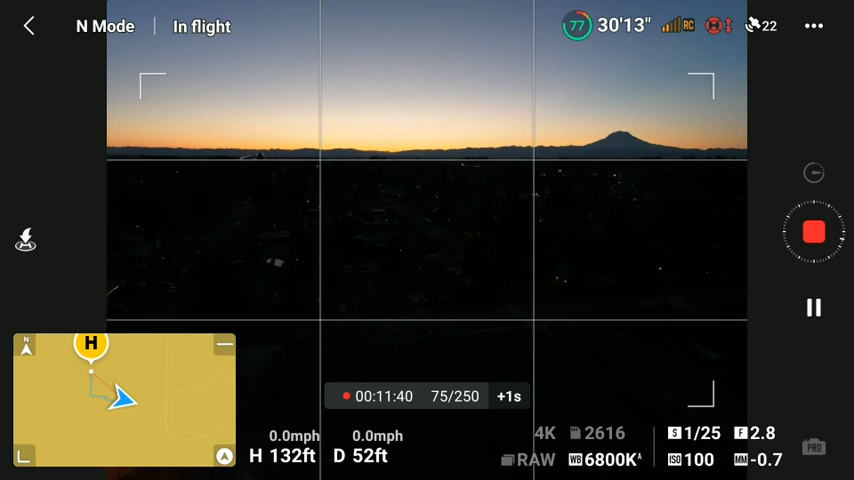 N Mode | In flight
77 30'13" RC 22
00:11:40 75/250 +1s
N
H
0.0mph 0.0mph
H 132ft D 52ft
4K 2616 S 1/25 F 2.8
RAW WB 6800K A ISO 100 MM -0.7
PRO